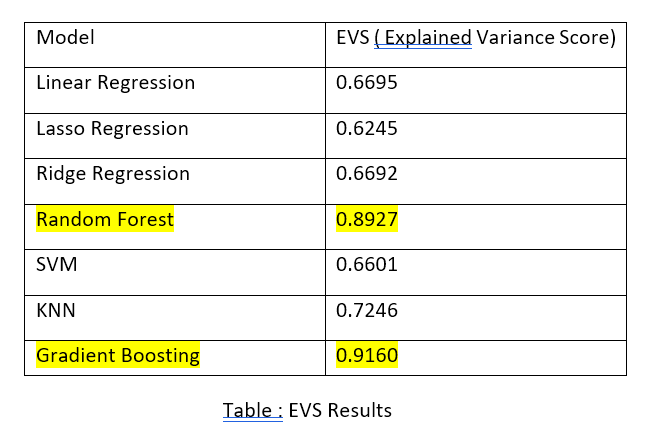 Model EVS ( Explained Variance Score)
Linear Regression 0.6695
Lasso Regression 0.6245
Ridge Regression 0.6692
Random Forest 0.8927
SVM 0.6601
KNN 0.7246
Gradient Boosting 0.9160
Table : EVS Results